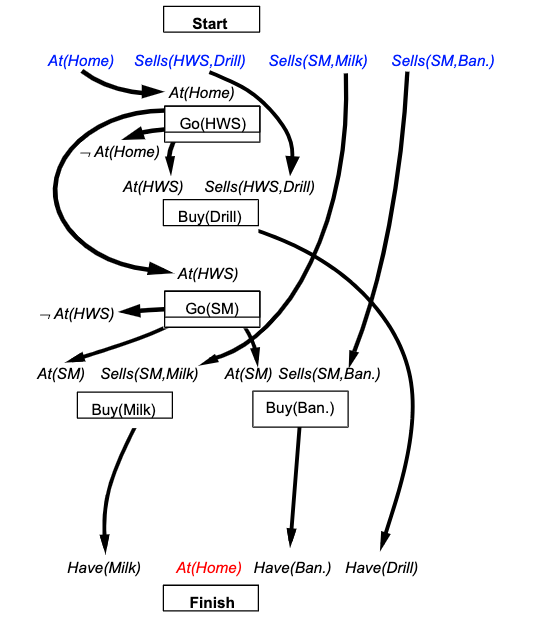 Start
At(Home) Sells(HWS,Drill) Sells(SM,Milk) Sells(SM,Ban.)
At(Home)
Go(HWS)
¬ At(Home)
At(HWS) Sells(HWS,Drill)
Buy(Drill)
At(HWS)
Go(SM)
¬ At(HWS)
At(SM) Sells(SM,Milk) At(SM) Sells(SM,Ban.)
Buy(Milk) Buy(Ban.)
Have(Milk) At(Home) Have(Ban.) Have(Drill)
Finish